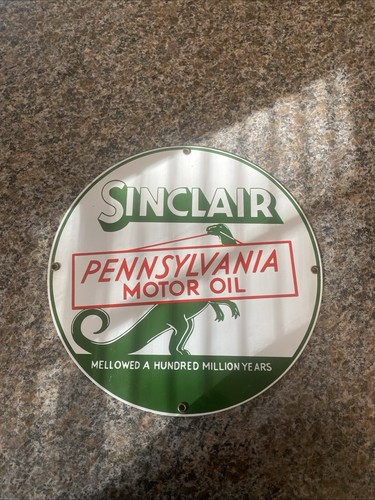 SINCLAIR
PENNSYLVANIA
MOTOR OIL
MELLOWED A HUNDRED MILLION YEARS